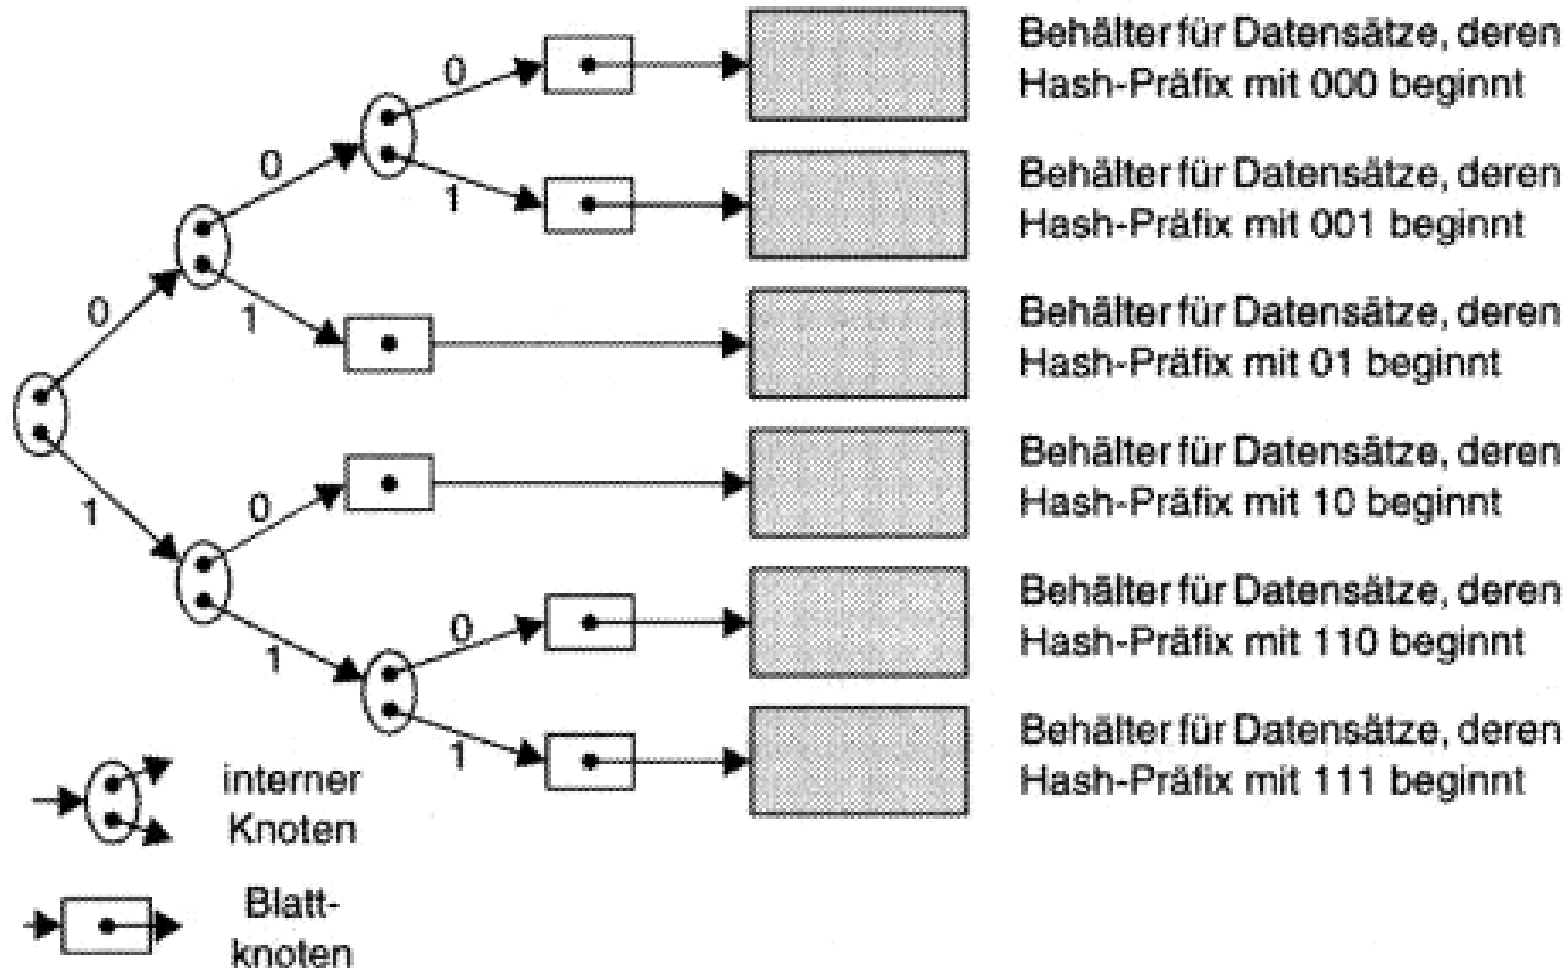 0
Behälter für Datensätze, deren
Hash-Präfix mit 000 beginnt
0
1
Behälter für Datensätze, deren
Hash-Präfix mit 001 beginnt
0
1
Behälter für Datensätze, deren
Hash-Präfix mit 01 beginnt
1
0
Behälter für Datensätze, deren
Hash-Präfix mit 10 beginnt
1
0
Behälter für Datensätze, deren
Hash-Präfix mit 110 beginnt
1
Behälter für Datensätze, deren
Hash-Präfix mit 111 beginnt
interner
Knoten
Blatt-
knoten